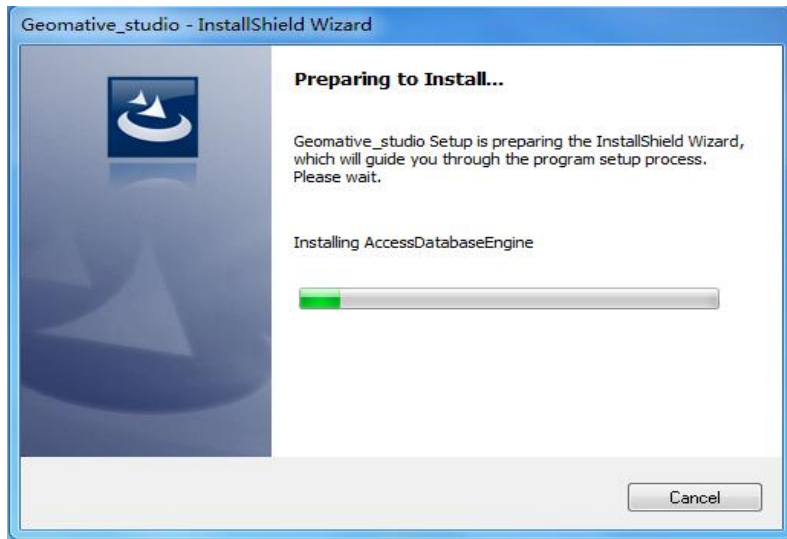 Geomative_studio - InstallShield Wizard
Preparing to Install...
Geomative_studio Setup is preparing the InstallShield Wizard,
which will guide you through the program setup process.
Please wait.
Installing AccessDatabaseEngine
Cancel